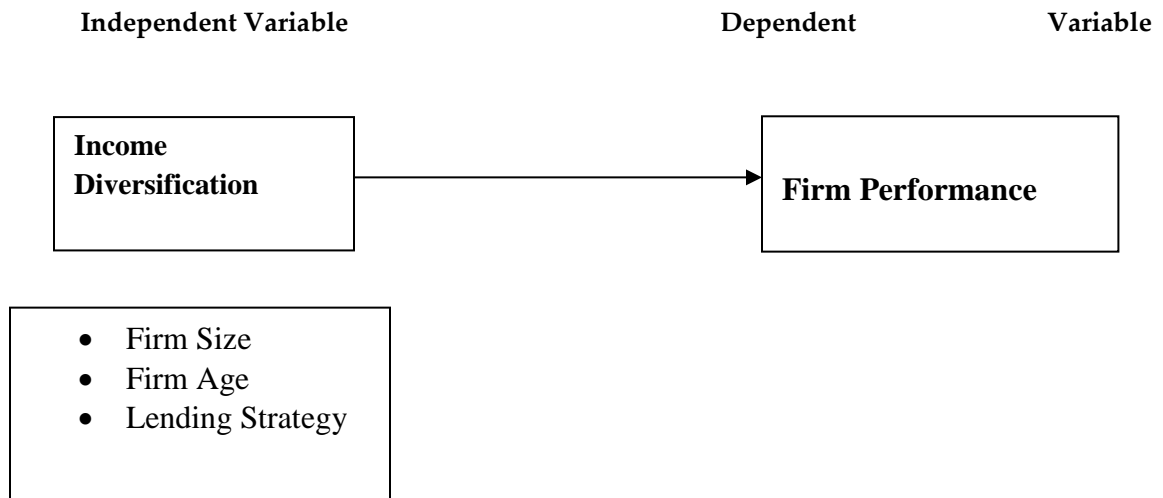 Independent Variable Dependent Variable
Income
Diversification
Firm Performance
• Firm Size
• Firm Age
• Lending Strategy